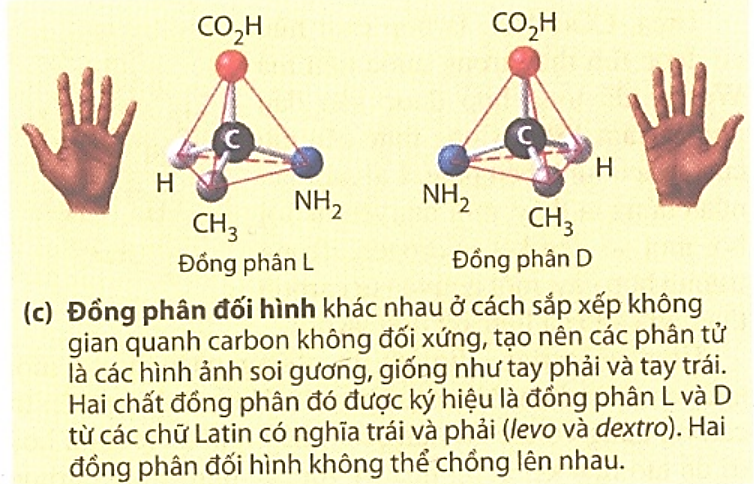 CO₂H
CO₂H
C
C
H
NH₂
CH₃
H
NH₂
CH₃
Đồng phân L
Đồng phân D
(c) Đồng phân đối hình khác nhau ở cách sắp xếp không
gian quanh carbon không đối xứng, tạo nên các phân tử
là các hình ảnh soi gương, giống như tay phải và tay trái.
Hai chất đồng phân đó được ký hiệu là đồng phân L và D
từ các chữ Latin có nghĩa trái và phải (levo và dextro). Hai
đồng phân đối hình không thể chồng lên nhau.